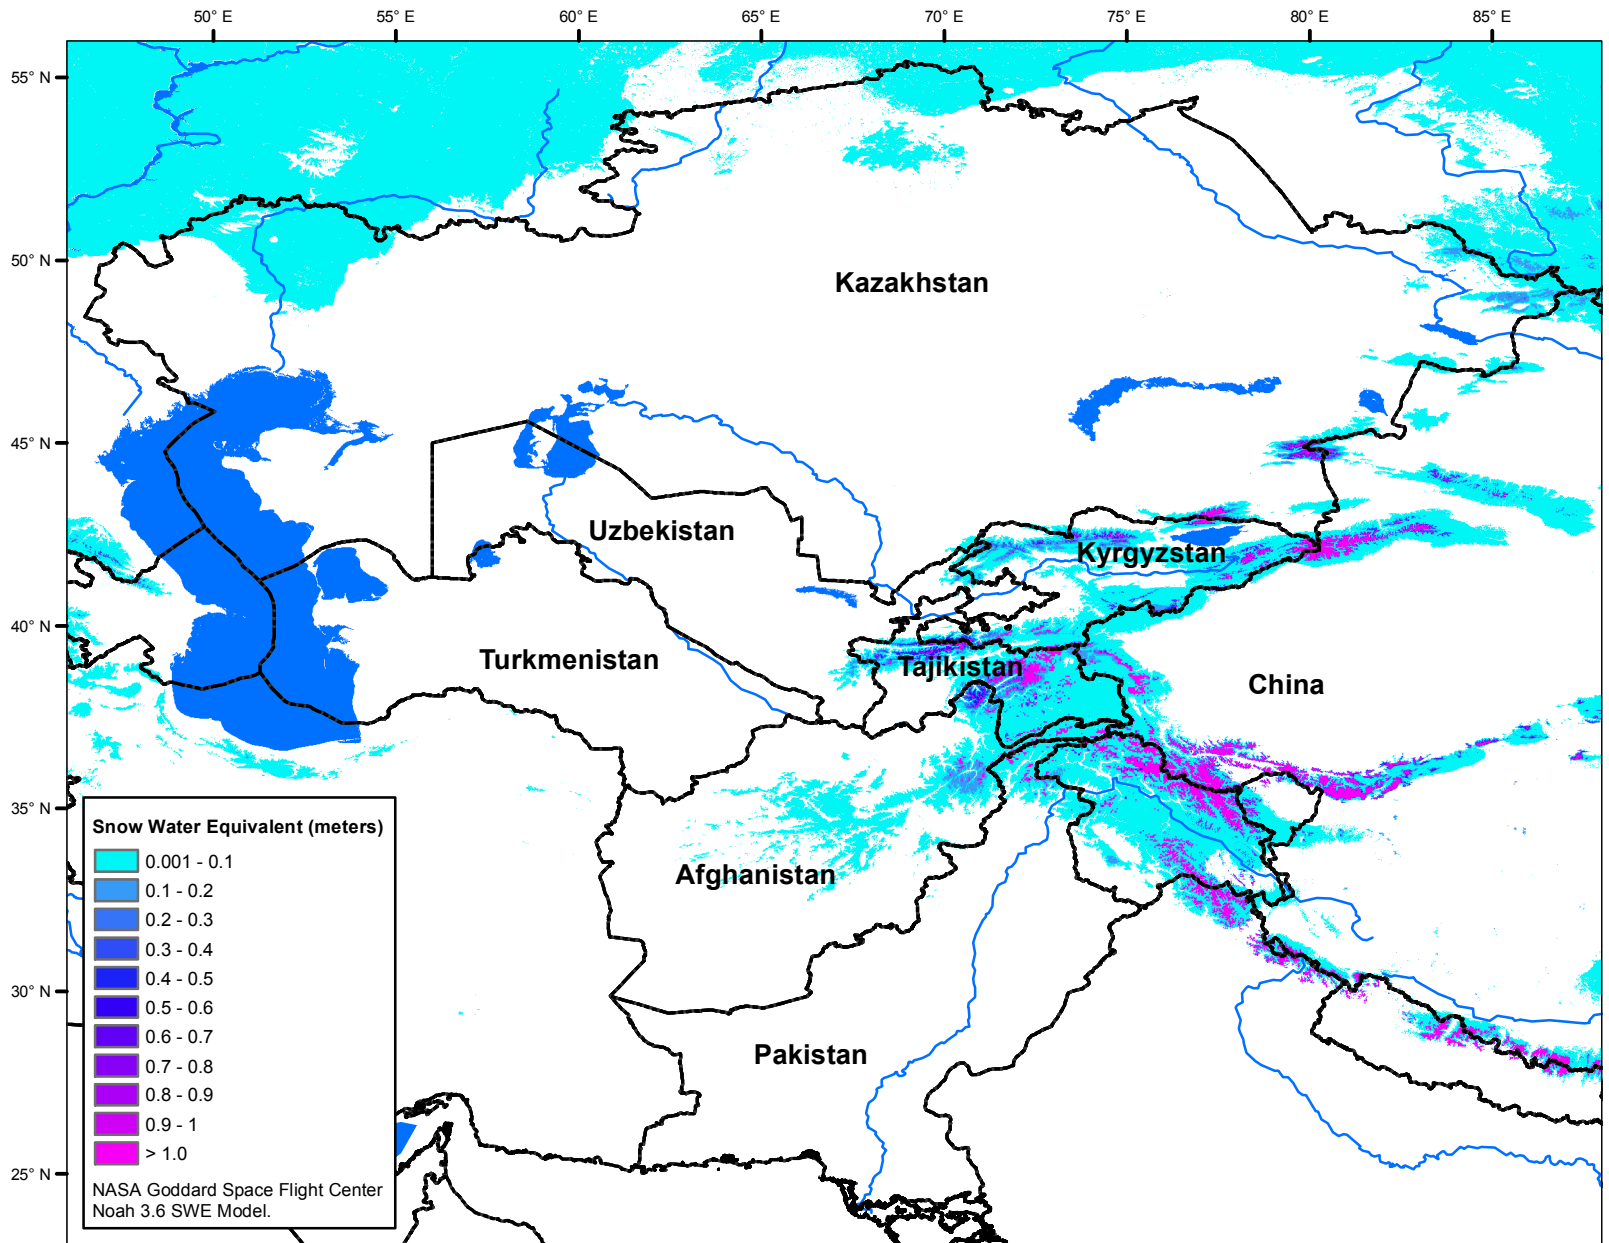 50° E 55° E 60° E 65° E 70° E 75° E 80° E 85° E
55° N
50° N
Kazakhstan
45° N
Uzbekistan
Kyrgyzstan
40° N
Turkmenistan
Tajikistan
China
35° N
Afghanistan
30° N
Pakistan
25° N
Snow Water Equivalent (meters)
0.001 - 0.1
0.1 - 0.2
0.2 - 0.3
0.3 - 0.4
0.4 - 0.5
0.5 - 0.6
0.6 - 0.7
0.7 - 0.8
0.8 - 0.9
0.9 - 1
> 1.0
NASA Goddard Space Flight Center
Noah 3.6 SWE Model.